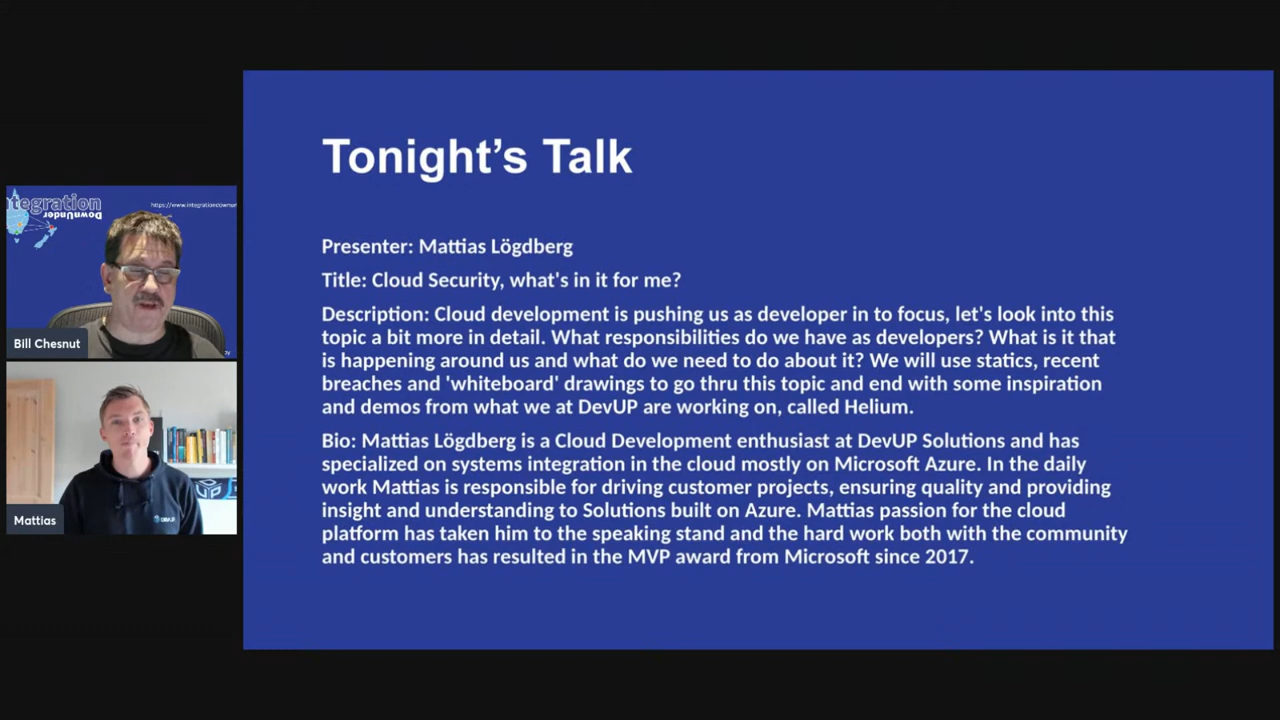 Tonight’s Talk
Presenter: Mattias Lögdberg
Title: Cloud Security, what's in it for me?
Description: Cloud development is pushing us as developer in to focus, let's look into this
topic a bit more in detail. What responsibilities do we have as developers? What is it that
is happening around us and what do we need to do about it? We will use statics, recent
breaches and 'whiteboard' drawings to go thru this topic and end with some inspiration
and demos from what we at DevUP are working on, called Helium.
Bio: Mattias Lögdberg is a Cloud Development enthusiast at DevUP Solutions and has
specialized on systems integration in the cloud mostly on Microsoft Azure. In the daily
work Mattias is responsible for driving customer projects, ensuring quality and providing
insight and understanding to Solutions built on Azure. Mattias passion for the cloud
platform has taken him to the speaking stand and the hard work both with the community
and customers has resulted in the MVP award from Microsoft since 2017.
ntegration
DownUnder
https://www.integrationdownun
Bill Chesnut
Mattias